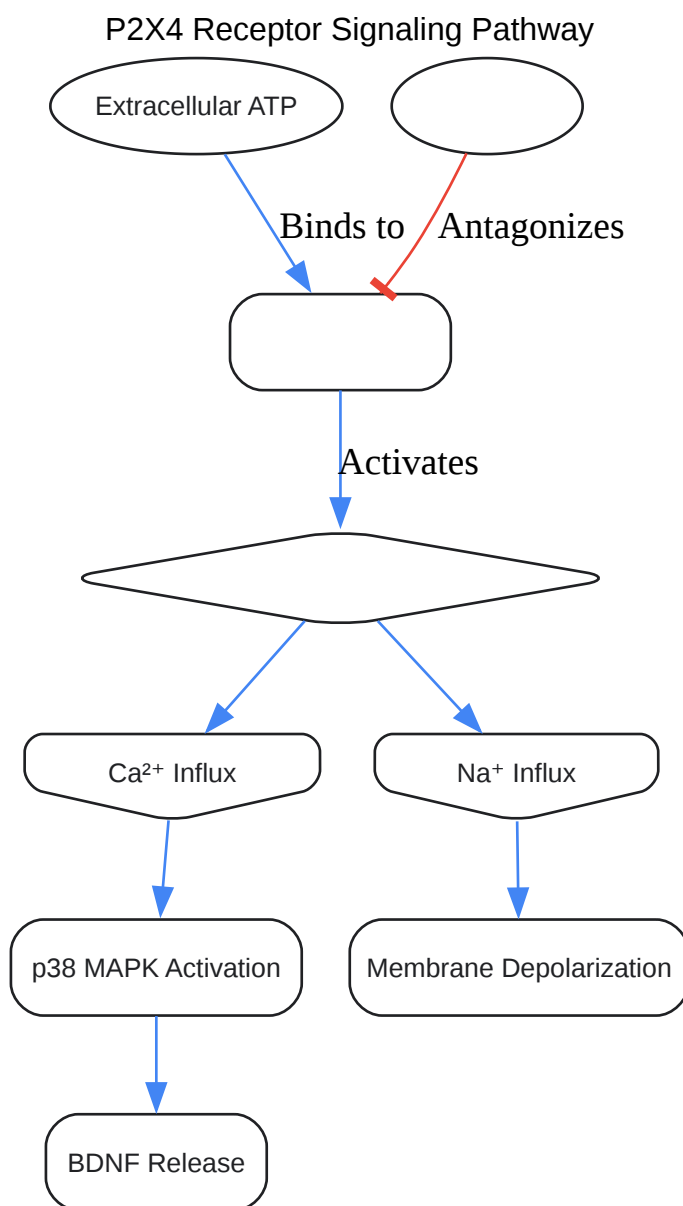 P2X4 Receptor Signaling Pathway
Extracellular ATP
Binds to
Antagonizes
Activates
Ca²⁺ Influx
Na⁺ Influx
p38 MAPK Activation
Membrane Depolarization
BDNF Release